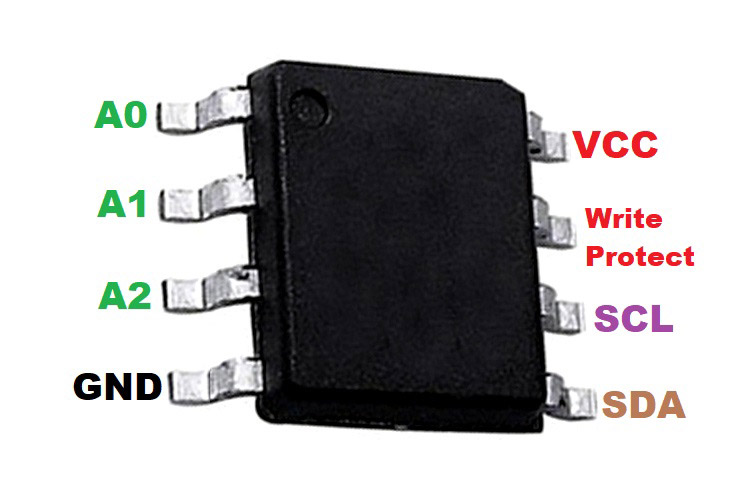 A0
VCC
A1
Write
Protect
A2
SCL
GND
SDA